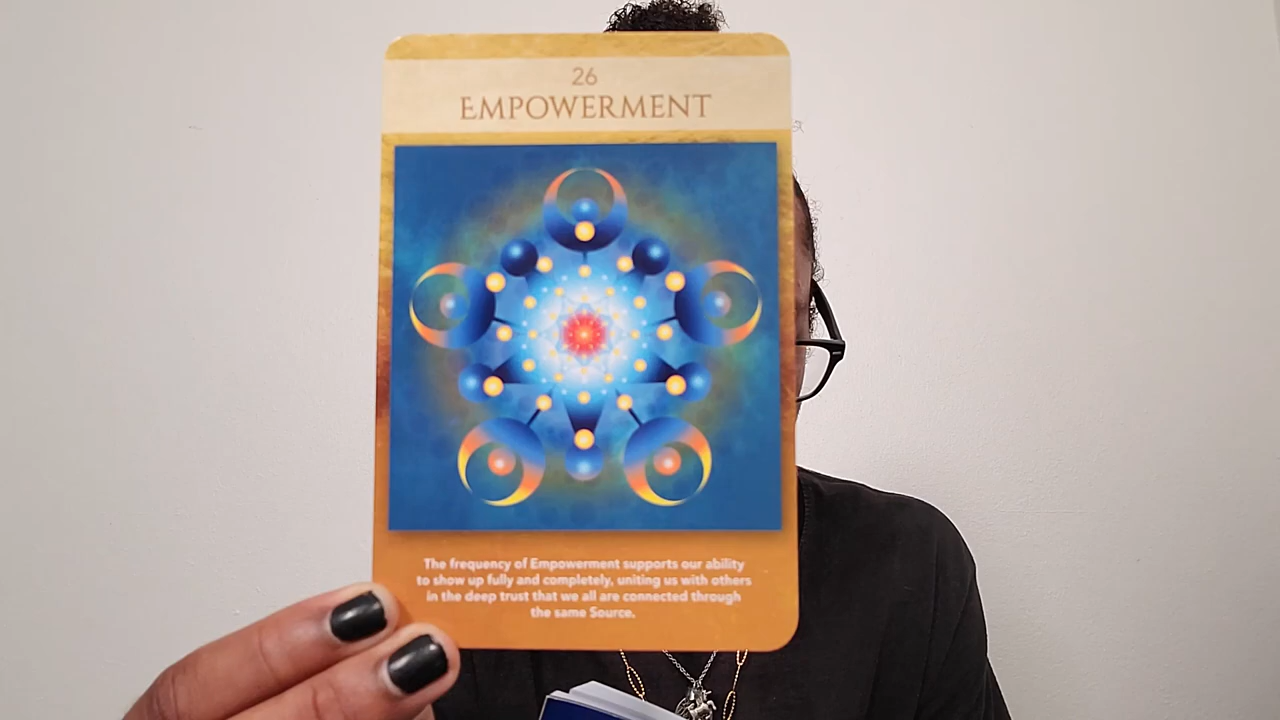 26
EMPOWERMENT
The frequency of Empowerment supports our ability
to show up fully and completely, uniting us with others
in the deep trust that we all are connected through
the same Source.